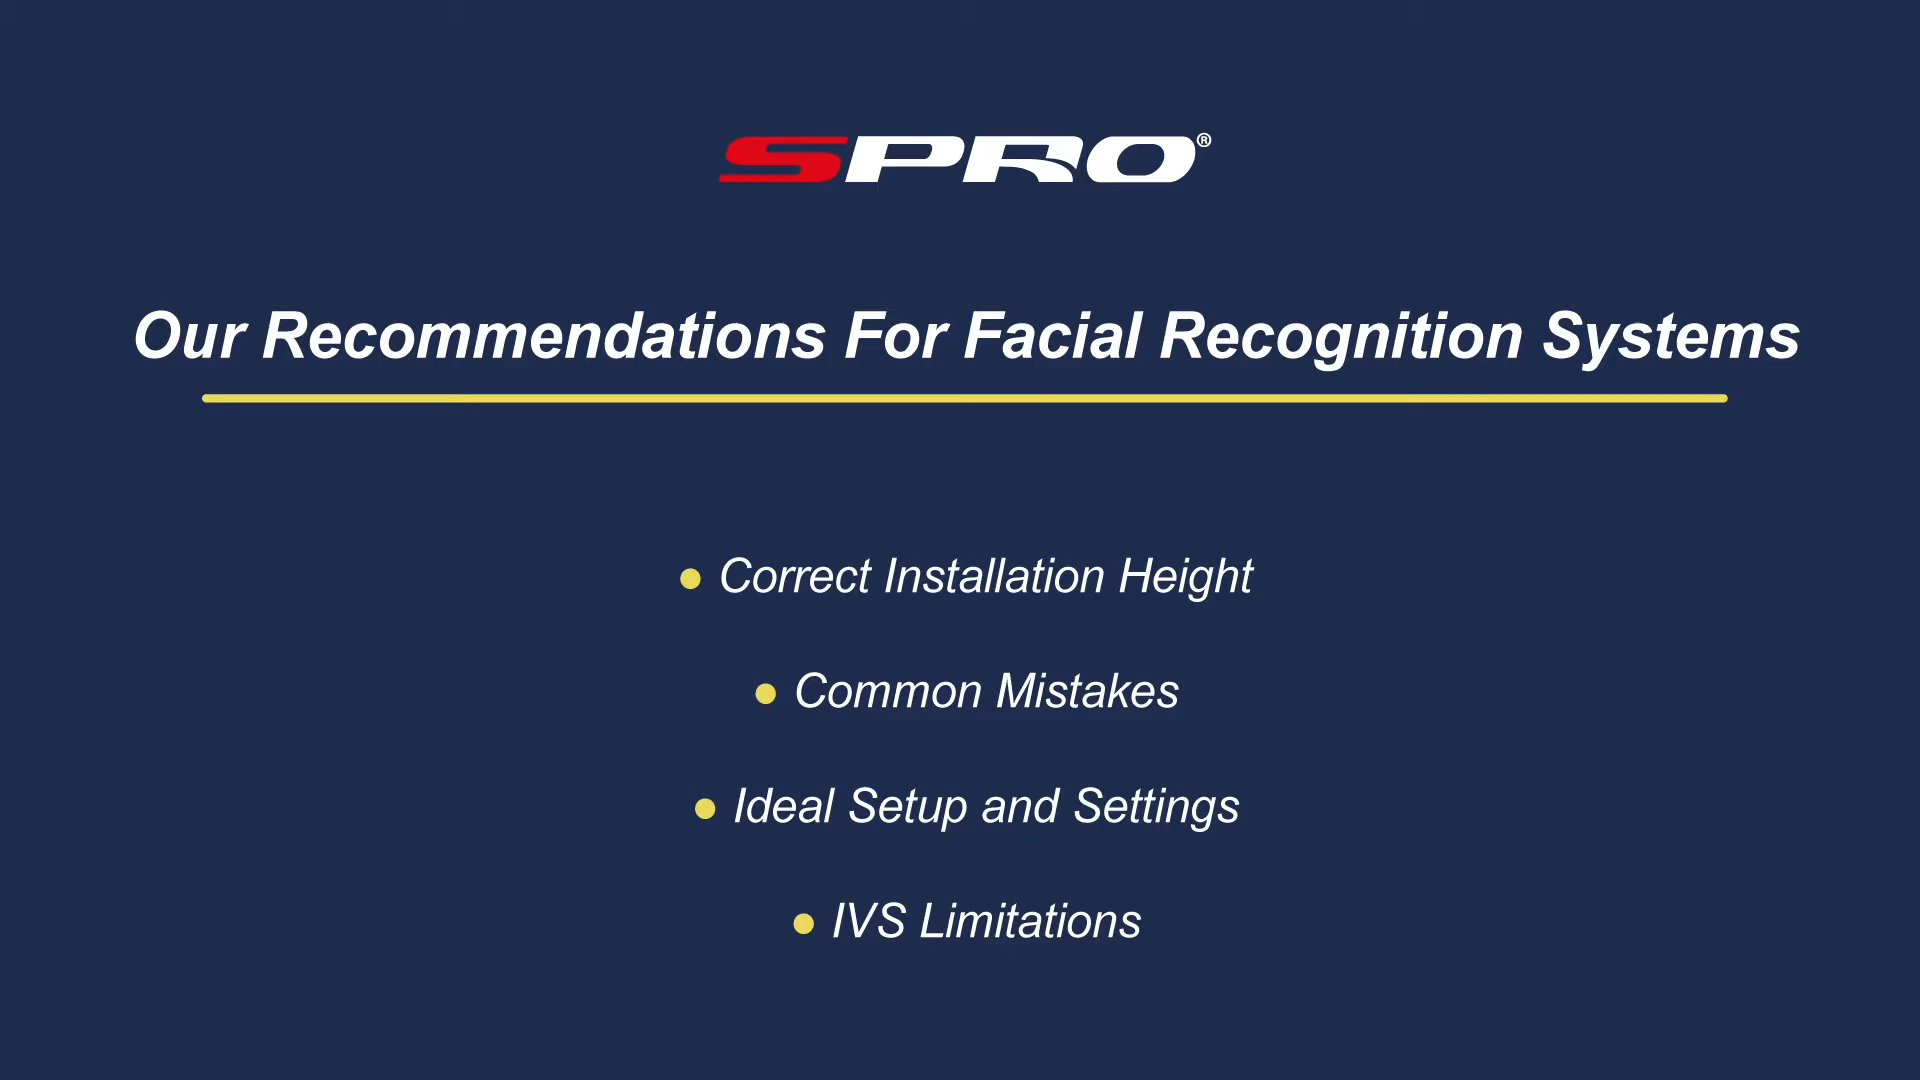 SPRO®
Our Recommendations For Facial Recognition Systems
● Correct Installation Height
● Common Mistakes
● Ideal Setup and Settings
● IVS Limitations